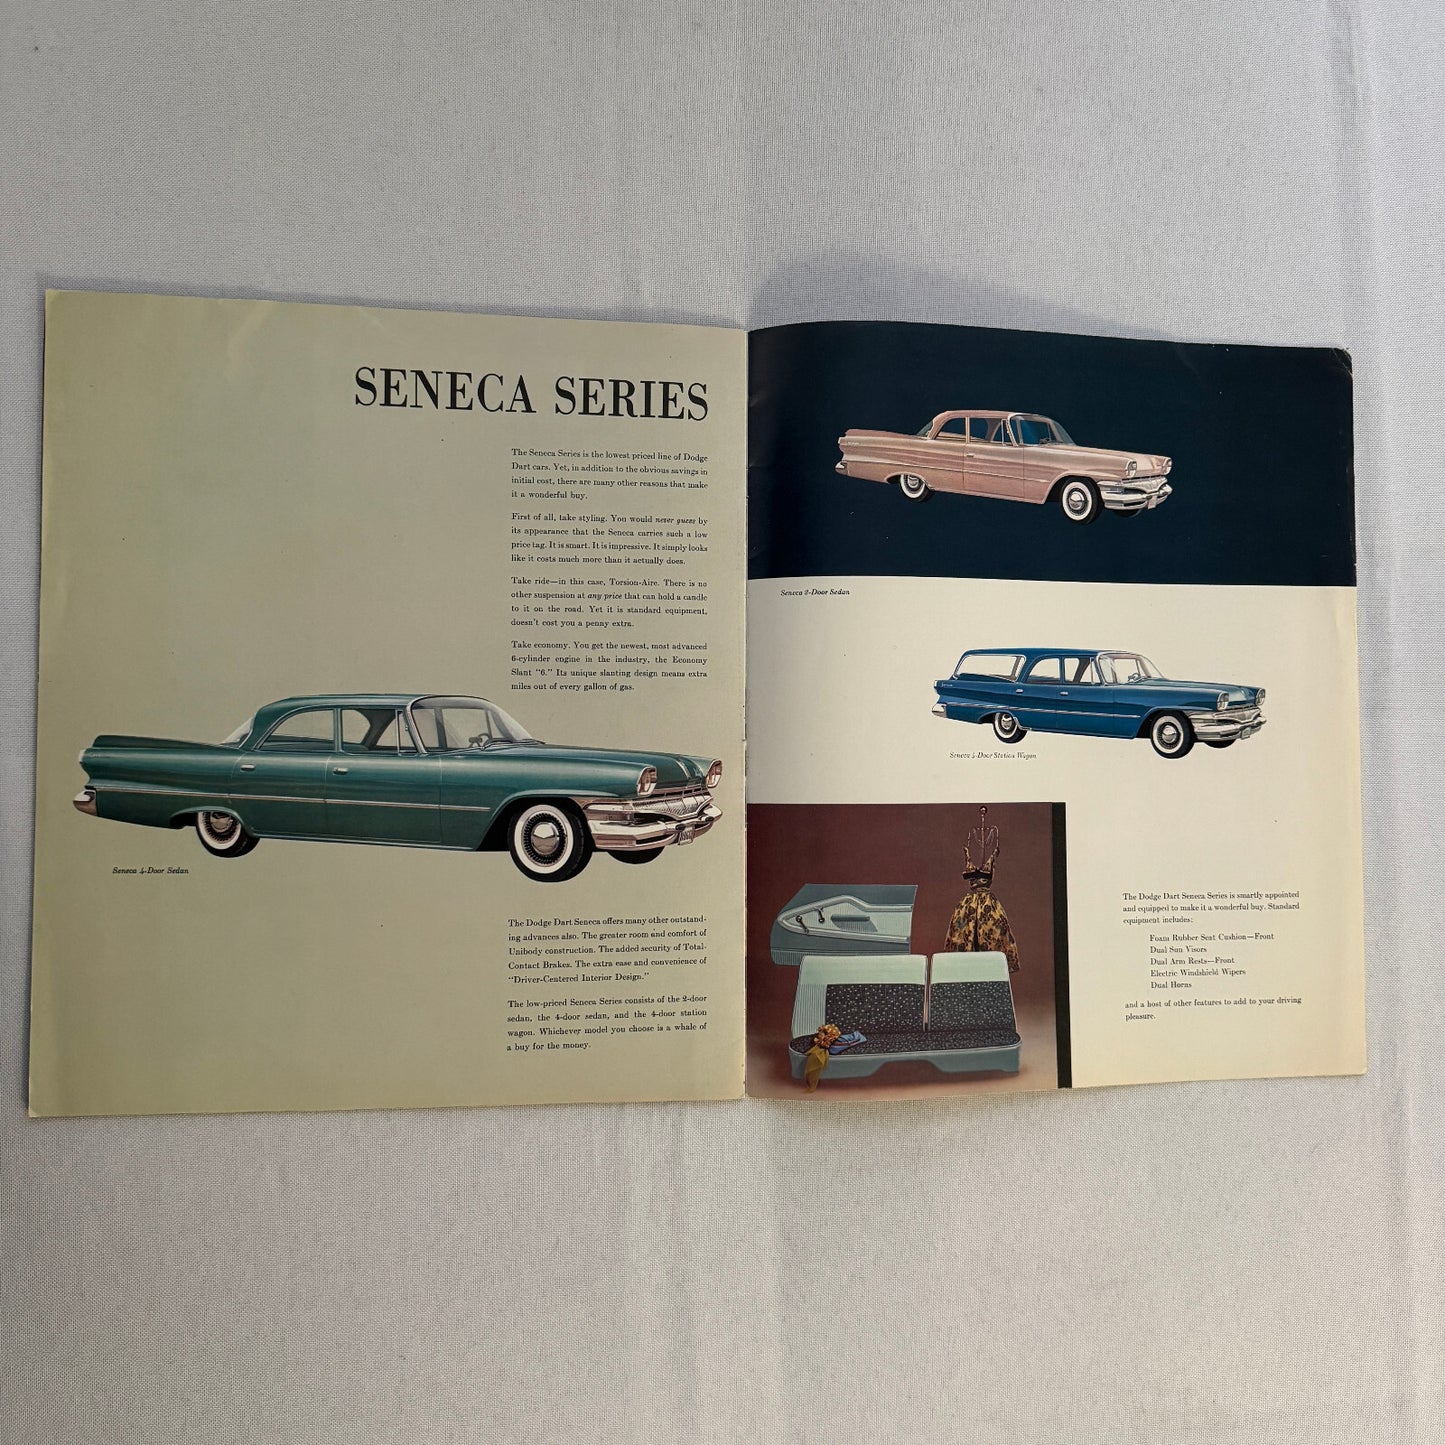 SENECA SERIES
The Seneca Series is the lowest priced line of Dodge
Dart cars. Yet, in addition to the obvious savings in
initial cost, there are many other reasons that make
it a wonderful buy.
First of all, take styling. You would never guess by
its appearance that the Seneca carries such a low
price tag. It is smart. It is impressive. It simply looks
like it costs much more than it actually does.
Take ride—in this case, Torsion-Aire. There is no
other suspension at any price that can hold a candle
to it on the road. Yet it is standard equipment,
doesn't cost you a penny extra.
Take economy. You get the newest, most advanced
6-cylinder engine in the industry, the Economy
Slant "6." Its unique slanting design means extra
miles out of every gallon of gas.
Seneca 4-Door Sedan
The Dodge Dart Seneca offers many other outstand-
ing advances also. The greater room and comfort of
Unibody construction. The added security of Total-
Contact Brakes. The extra ease and convenience of
"Driver-Centered Interior Design."
The low-priced Seneca Series consists of the 2-door
sedan, the 4-door sedan, and the 4-door station
wagon. Whichever model you choose is a whale of
a buy for the money.
Seneca 2-Door Sedan
Seneca 4-Door Station Wagon
The Dodge Dart Seneca Series is smartly appointed
and equipped to make it a wonderful buy. Standard
equipment includes:
Foam Rubber Seat Cushion—Front
Dual Sun Visors
Dual Arm Rests—Front
Electric Windshield Wipers
Dual Horns
and a host of other features to add to your driving
pleasure.